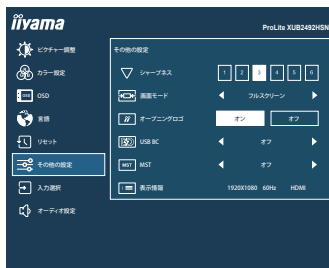 iiyama
ProLite XUB2492HSN
ピクチャー調整
カラー設定
OSD
OSD
言語
リセット
その他の設定
入力選択
オーディオ設定
その他の設定
シャープネス
1 2 3 4 5 6
画面モード
フルスクリーン
オープニングロゴ
オン オフ
USB BC
オフ
MST MST
オフ
表示情報
1920X1080 60Hz HDMI